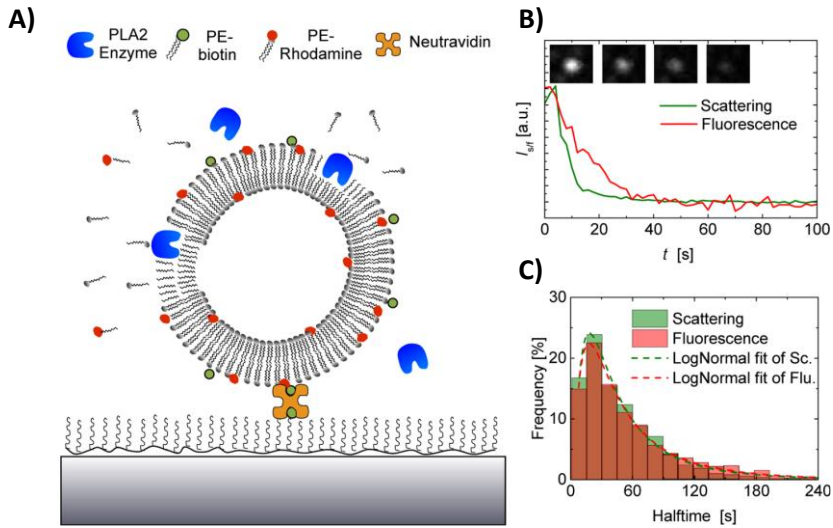 A)
PLA2
Enzyme
PE-
biotin
PE-
Rhodamine
Neutravidin
B)
I s/f [a.u.]
Scattering
Fluorescence
0 20 40 60 80 100
t [s]
C)
Frequency [%]
30
20
10
0
Scattering
Fluorescence
LogNormal fit of Sc.
LogNormal fit of Flu.
0 60 120 180 240
Halftime [s]